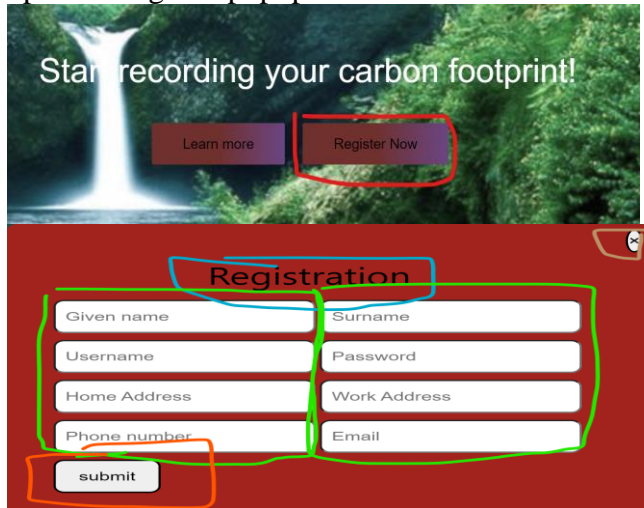 Start recording your carbon footprint!
Learn more
Register Now
x
Registration
Given name
Surname
Username
Password
Home Address
Work Address
Phone number
Email
submit